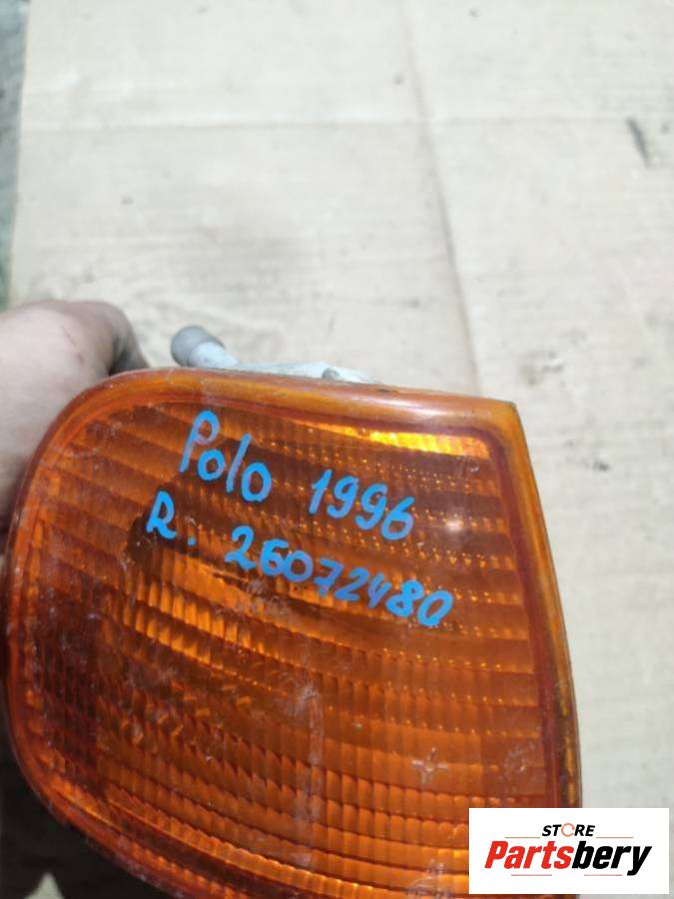 Polo 1996
R. 26072480
STORE
Partsbery